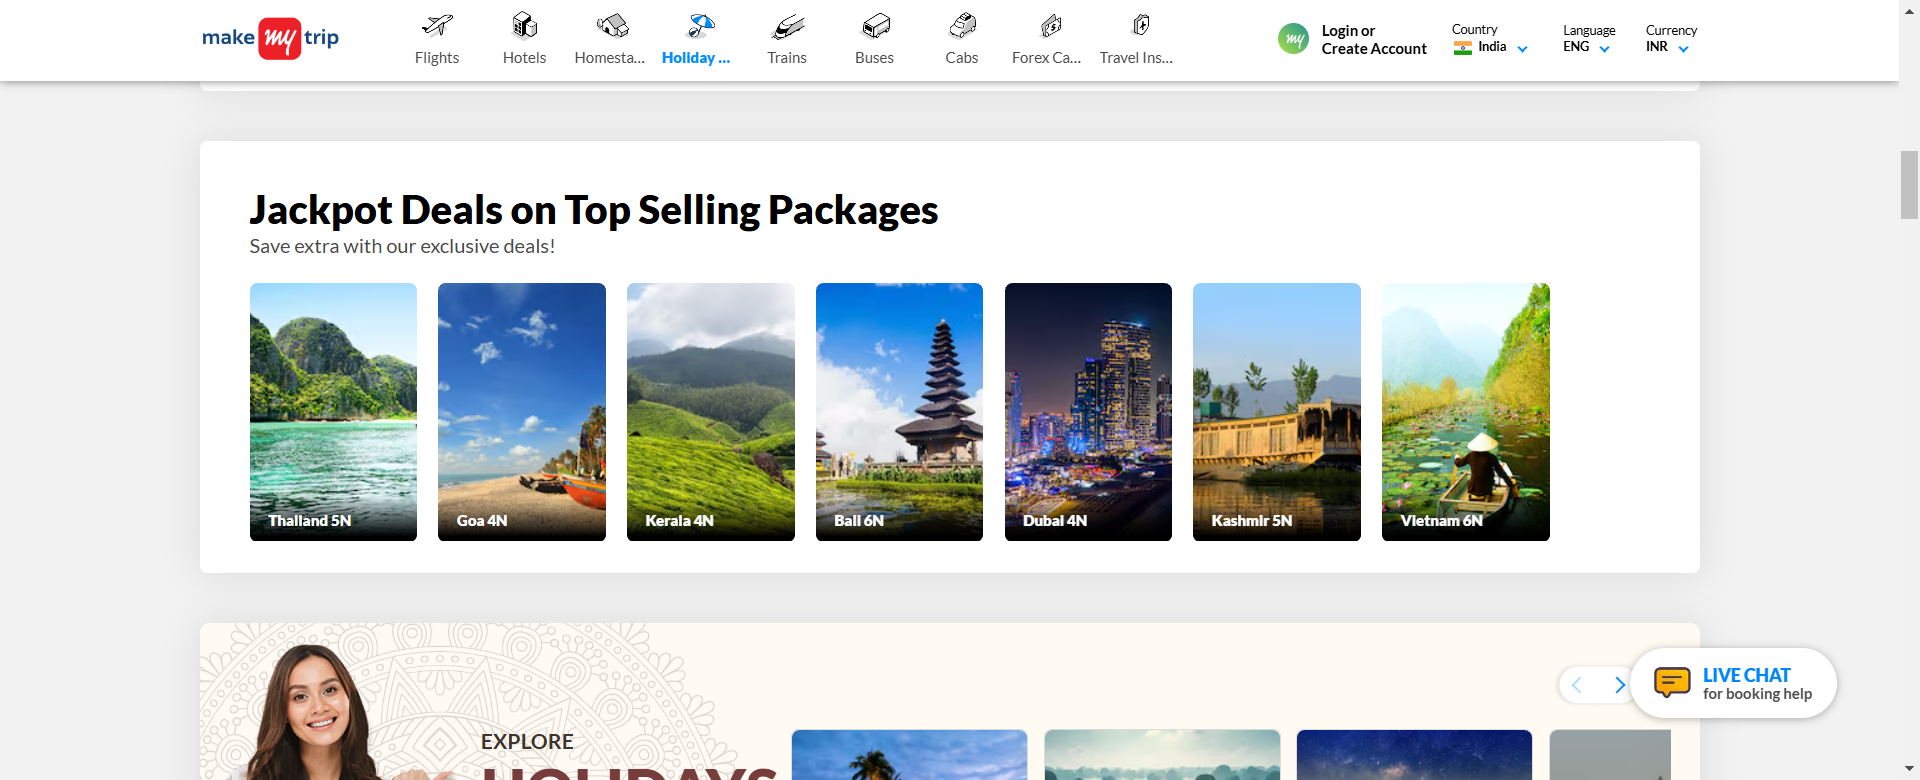 make my trip
Flights
Hotels
Homesta...
Holiday ...
Trains
Buses
Cabs
Forex Ca...
Travel Ins...
my
Login or
Create Account
Country
India
Language
ENG
Currency
INR
Jackpot Deals on Top Selling Packages
Save extra with our exclusive deals!
Thailand 5N
Goa 4N
Kerala 4N
Bali 6N
Dubai 4N
Kashmir 5N
Vietnam 6N
LIVE CHAT
for booking help
EXPLORE
HOLIDAYS